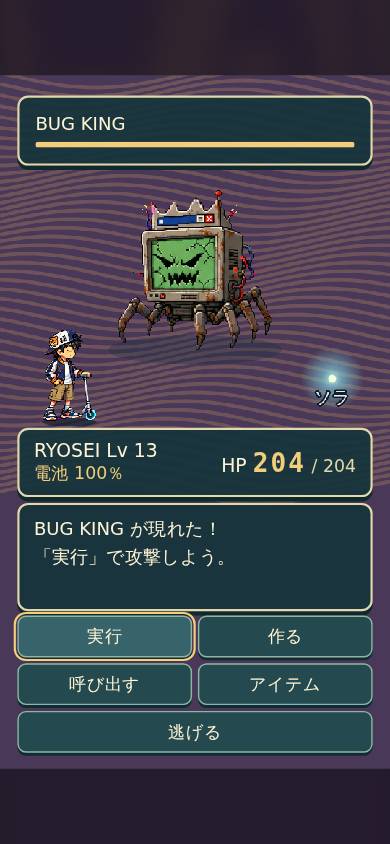 BUG KING
ソラ
RYOSEI Lv 13
電池 100%
HP 204 / 204
BUG KING が現れた！
「実行」で攻撃しよう。
実行
作る
呼び出す
アイテム
逃げる